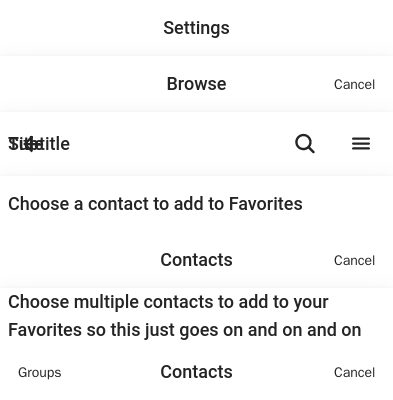 Settings
Browse
Cancel
Subtitle
Choose a contact to add to Favorites
Contacts
Cancel
Choose multiple contacts to add to your
Favorites so this just goes on and on and on
Groups
Contacts
Cancel